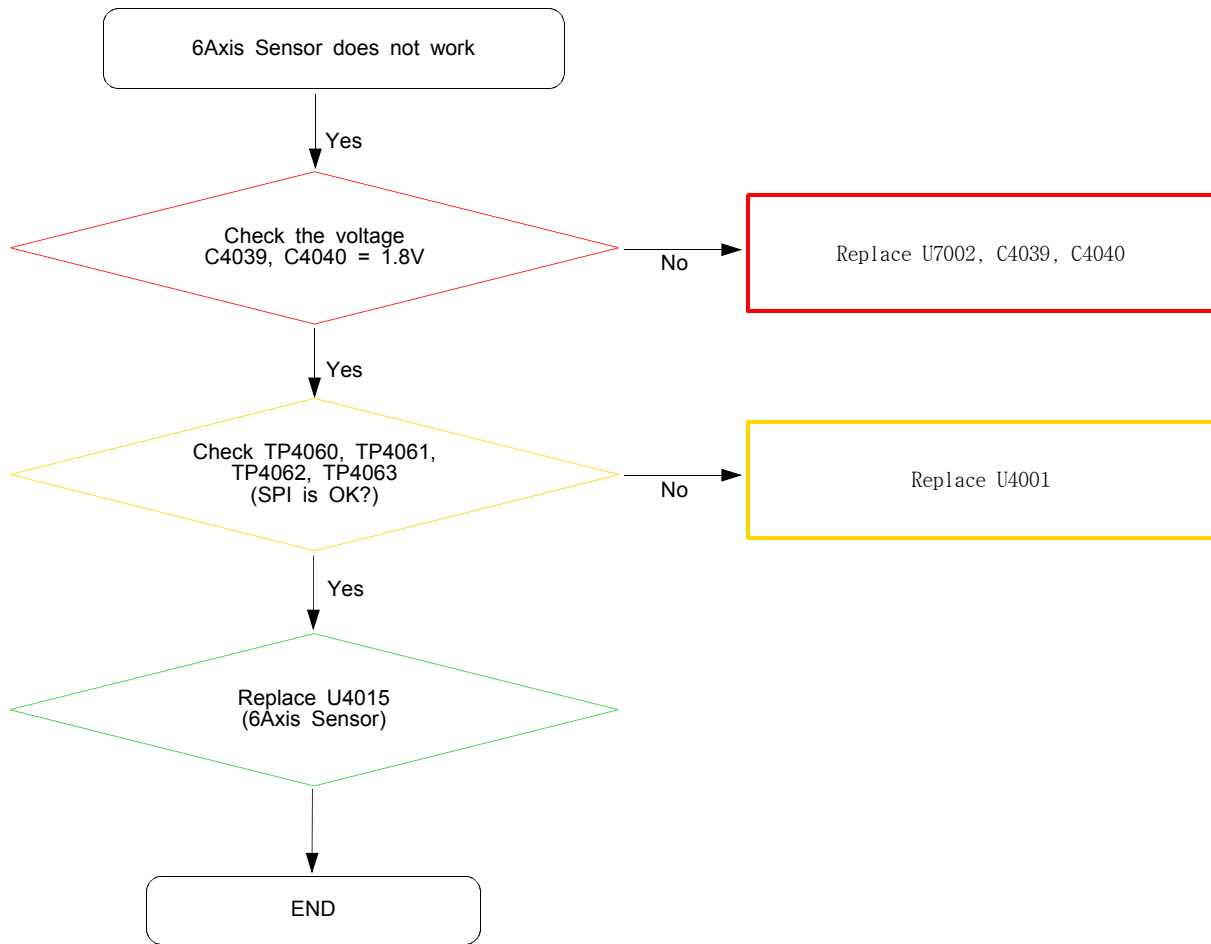 6Axis Sensor does not work
Yes
Check the voltage
C4039, C4040 = 1.8V
No
Replace U7002, C4039, C4040
Yes
Check TP4060, TP4061,
TP4062, TP4063
(SPI is OK?)
No
Replace U4001
Yes
Replace U4015
(6Axis Sensor)
END